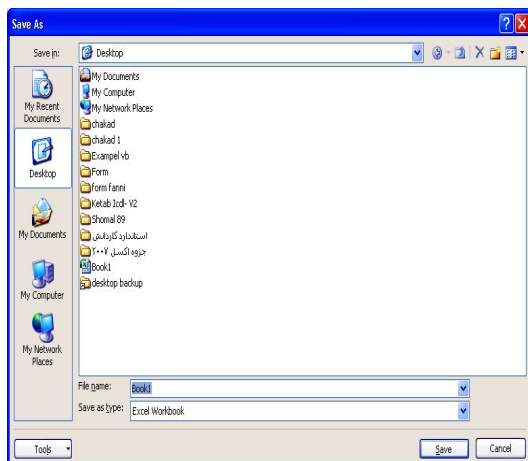 Save As
Save in:
Desktop
My Recent
Documents
Desktop
My Documents
My Computer
My Network
Places
My Documents
My Computer
My Network Places
chakad
chakad 1
Exampel vb
Form
form fanni
Ketab Icdl- V2
Shomal 89
استاندارد کاردانش
جزوه اکسل ۲۰۰۷
Book1
desktop backup
File name:
Book1
Save as type:
Excel Workbook
Tools
Save
Cancel